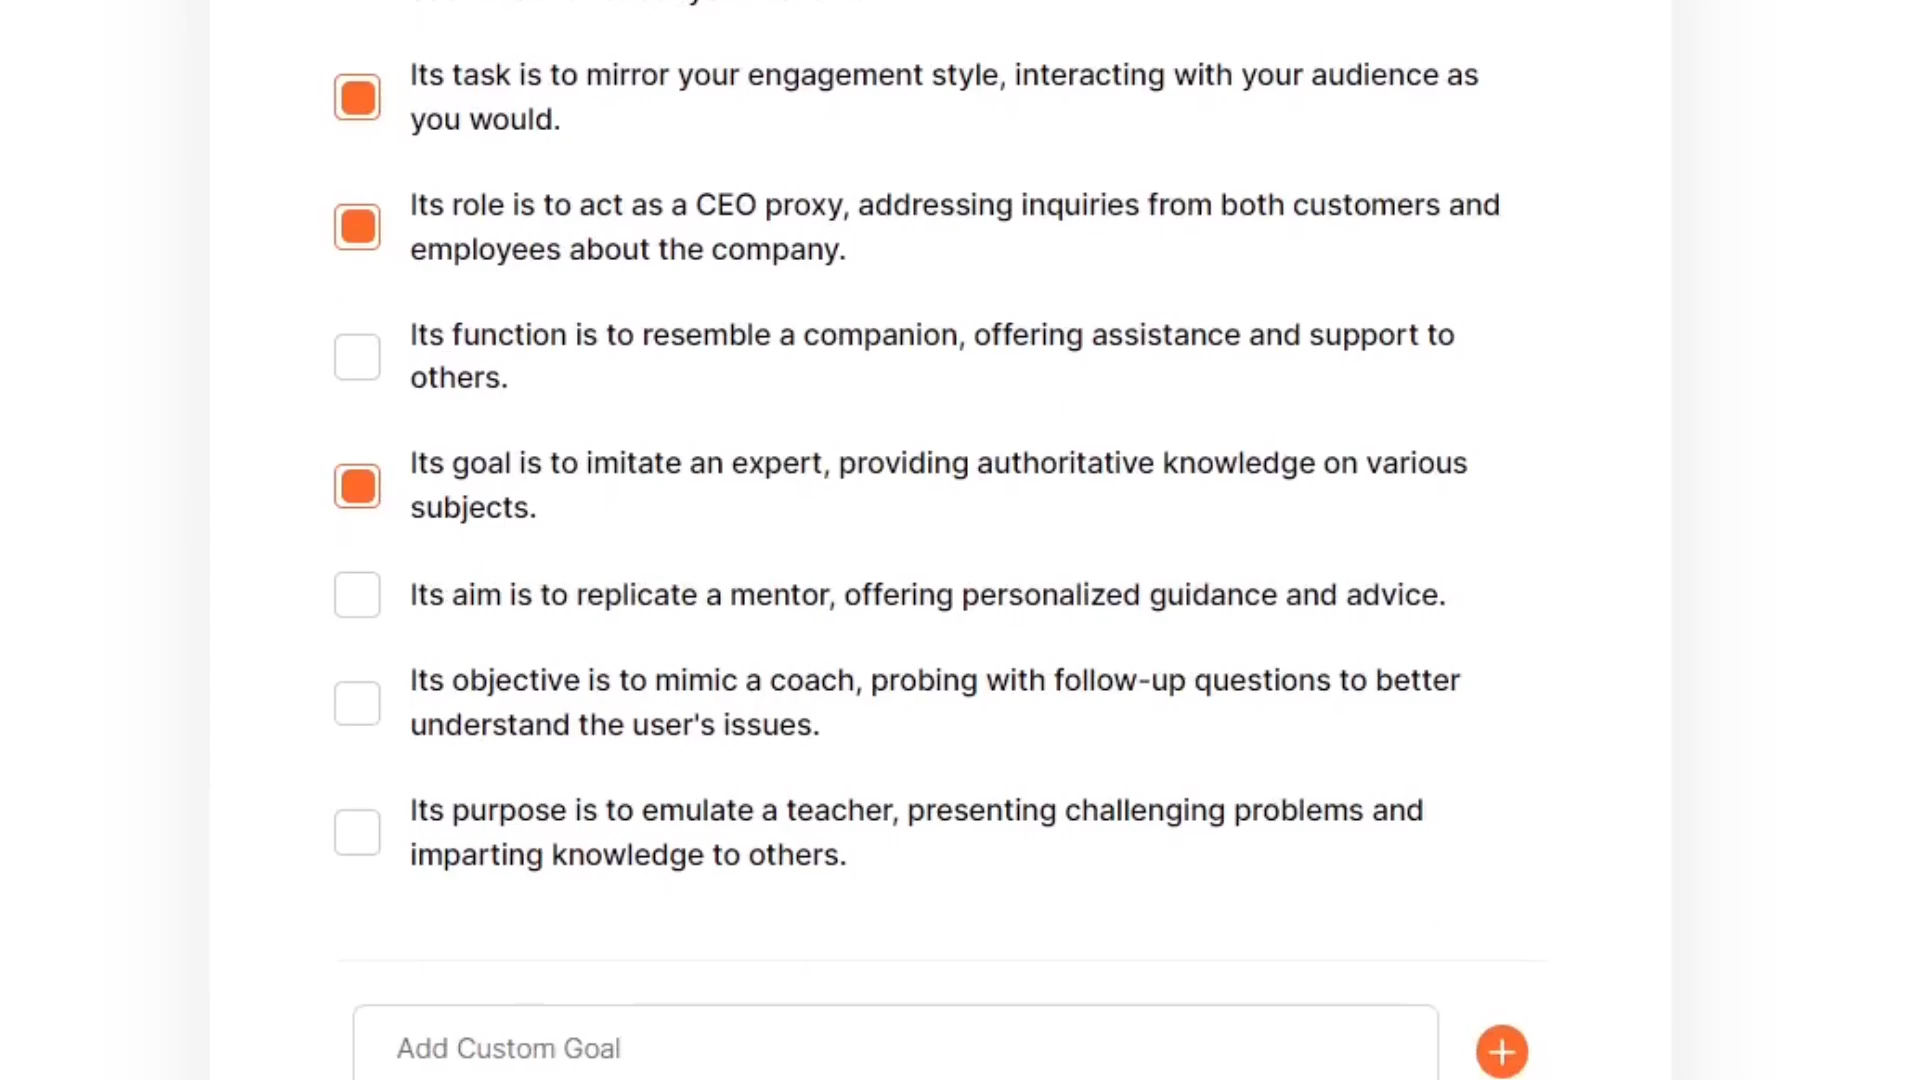 Its task is to mirror your engagement style, interacting with your audience as
you would.
Its role is to act as a CEO proxy, addressing inquiries from both customers and
employees about the company.
Its function is to resemble a companion, offering assistance and support to
others.
Its goal is to imitate an expert, providing authoritative knowledge on various
subjects.
Its aim is to replicate a mentor, offering personalized guidance and advice.
Its objective is to mimic a coach, probing with follow-up questions to better
understand the user's issues.
Its purpose is to emulate a teacher, presenting challenging problems and
imparting knowledge to others.
Add Custom Goal